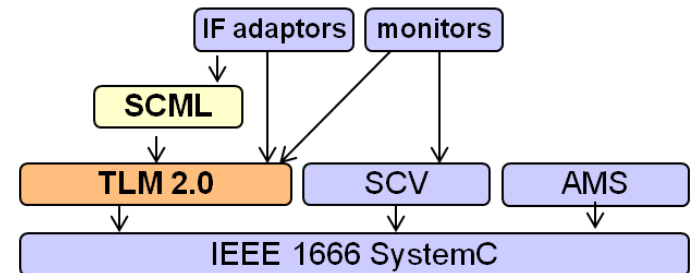 IF adaptors
monitors
SCML
TLM 2.0
SCV
AMS
IEEE 1666 SystemC